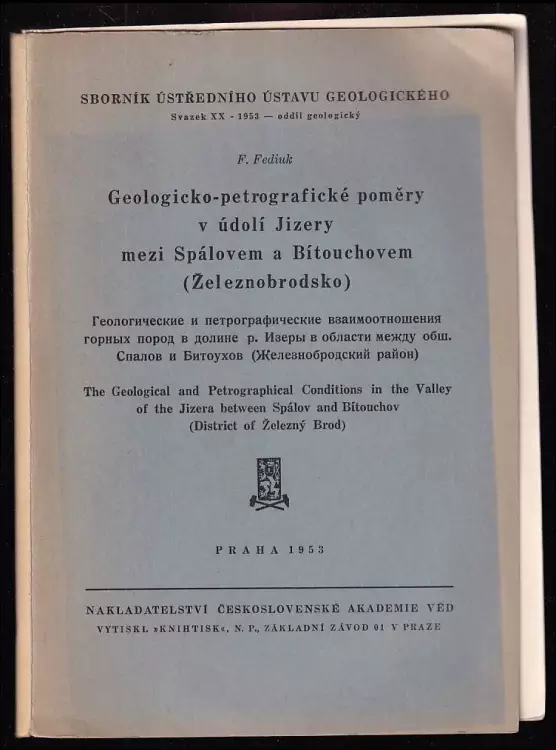 SBORNÍK ÚSTŘEDNÍHO ÚSTAVU GEOLOGICKÉHO
Svazek XX - 1953 — oddíl geologický
F. Fediuk
Geologicko-petrografické poměry
v údolí Jizery
mezi Spálovem a Bítouchovem
(Železnobrodsko)
Геологические и петрографические взаимоотношения
горных пород в долине р. Изеры в области между обш.
Спалов и Битоухов (Железнобродский район)
The Geological and Petrographical Conditions in the Valley
of the Jizera between Spálov and Bítouchov
(District of Železný Brod)
PRAHA 1953
NAKLADATELSTVÍ ČESKOSLOVENSKÉ AKADEMIE VĚD
VYTISKL »KNIHTISK«, N. P., ZÁKLADNÍ ZÁVOD 01 V PRAZE